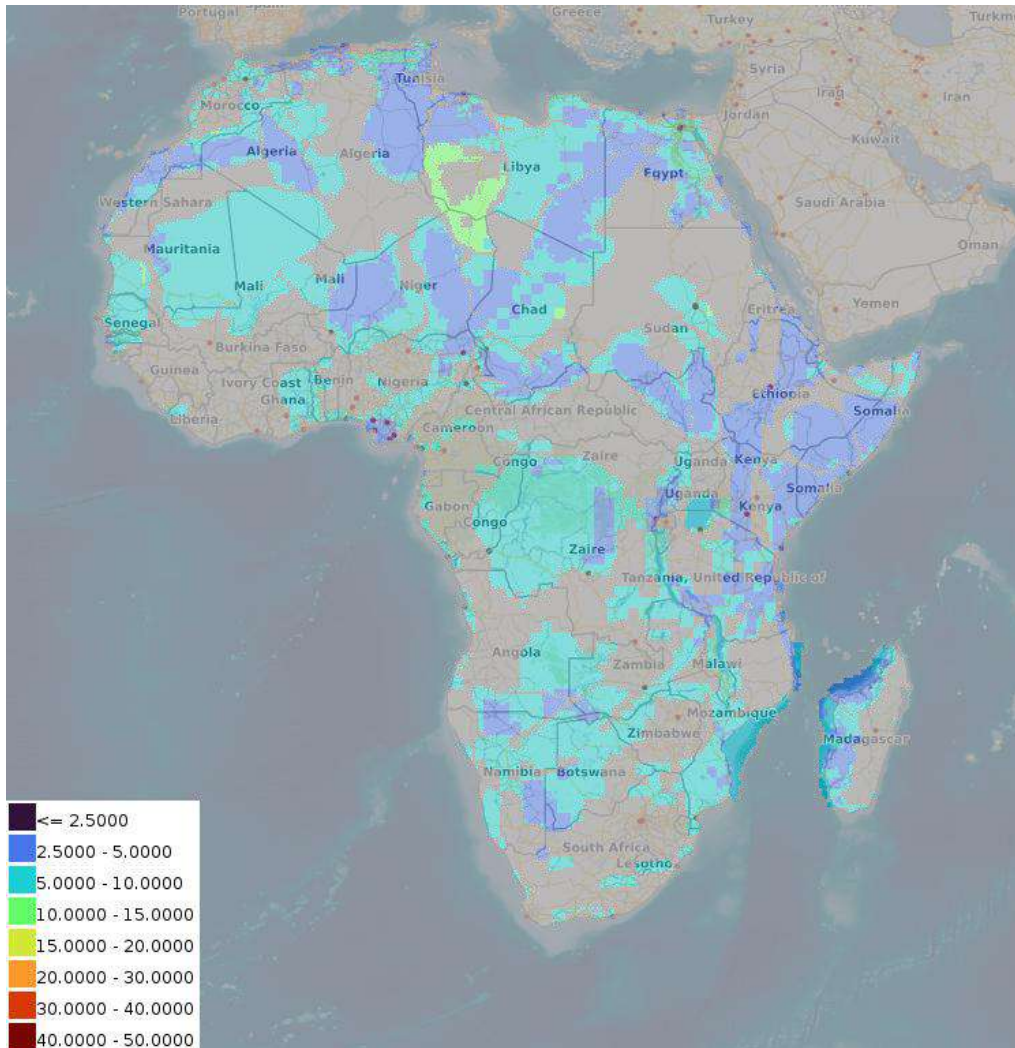 Portugal
Spain
Greece
Turkey
Turkm
Syria
Iraq
Iran
Tunisia
Morocco
Jordan
Kuwait
Algeria
Algeria
Libya
Egypt
Western Sahara
Saudi Arabia
Mauritania
Oman
Mali
Mali
Niger
Chad
Yemen
Eritrea
Senegal
Sudan
Burkina Faso
Guinea
Ivory Coast
Benin
Nigeria
Ethiopia
Ghana
Central African Republic
Somalia
Liberia
Cameroon
Congo
Zaire
Uganda
Kenya
Uganda
Somalia
Gabon
Kenya
Congo
Zaire
Tanzania, United Republic of
Angola
Zambia
Malawi
Mozambique
Zimbabwe
Madagascar
Namibia
Botswana
South Africa
Lesotho
<= 2.5000
2.5000 - 5.0000
5.0000 - 10.0000
10.0000 - 15.0000
15.0000 - 20.0000
20.0000 - 30.0000
30.0000 - 40.0000
40.0000 - 50.0000